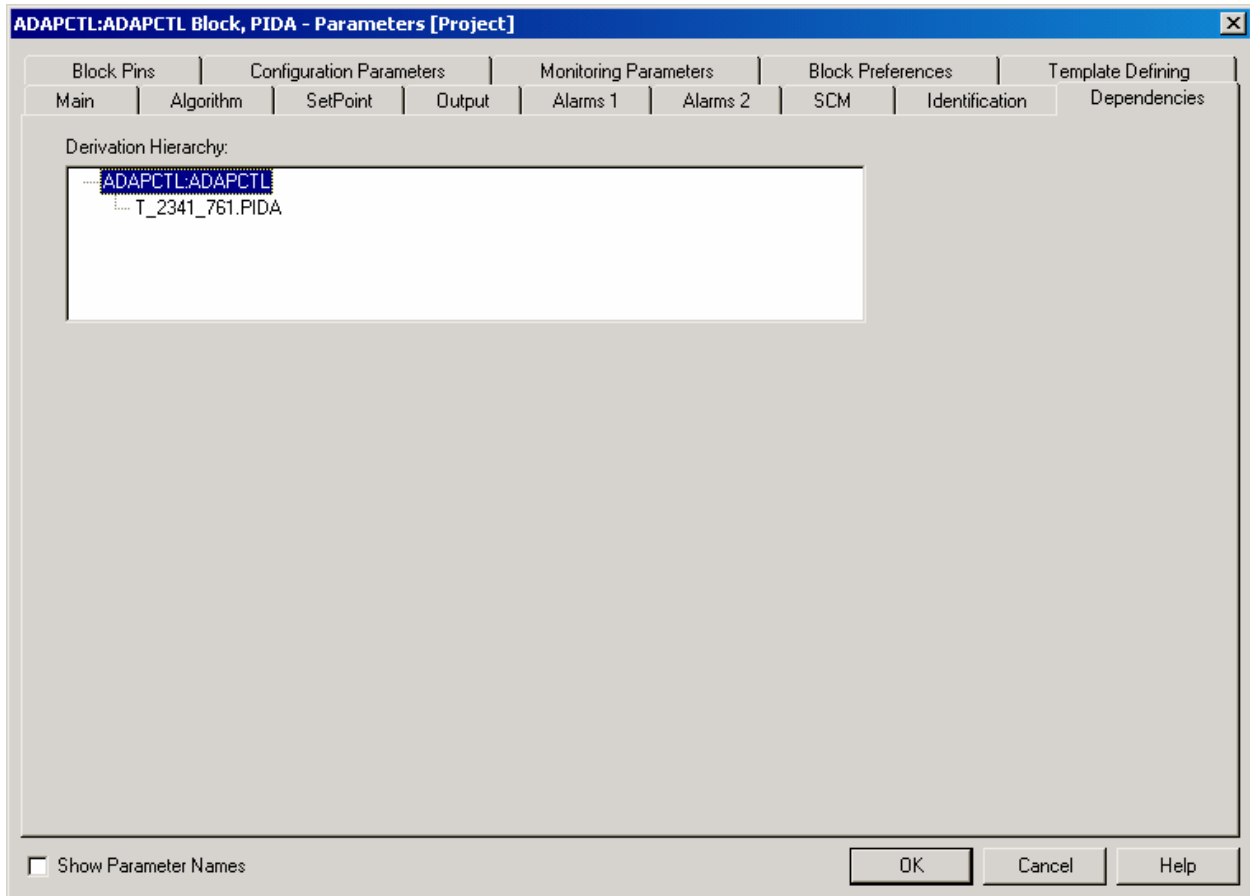 ADAPCTL:ADAPCTL Block, PIDA - Parameters [Project]
Block Pins Configuration Parameters Monitoring Parameters Block Preferences Template Defining
Main Algorithm SetPoint Output Alarms 1 Alarms 2 SCM Identification Dependencies
Derivation Hierarchy:
ADAPCTL:ADAPCTL
T_2341_761.PIDA
Show Parameter Names OK Cancel Help